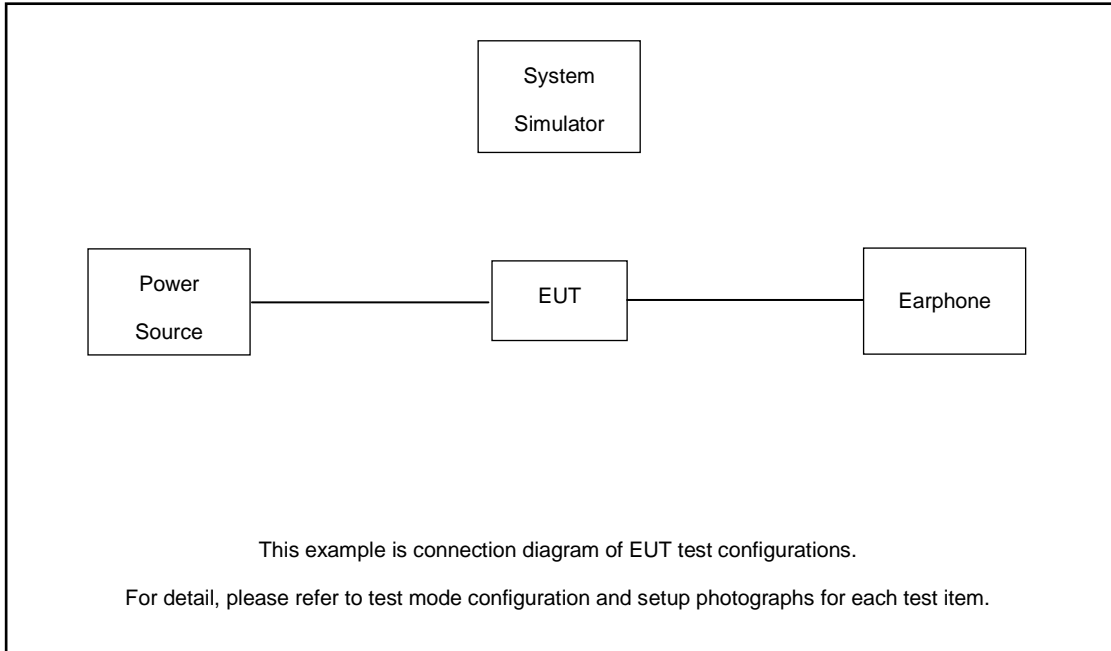 System
Simulator
Power
Source
EUT
Earphone
This example is connection diagram of EUT test configurations.
For detail, please refer to test mode configuration and setup photographs for each test item.